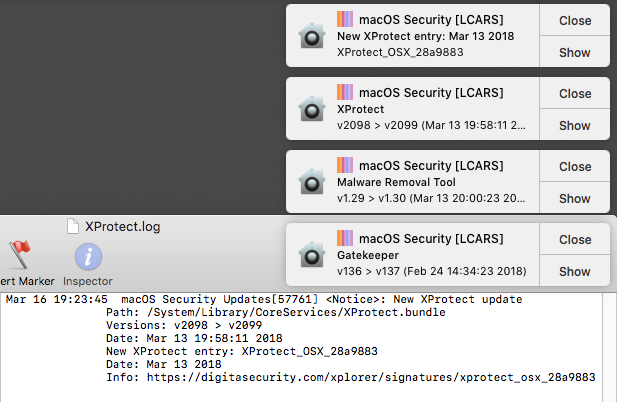 macOS Security [LCARS]
New XProtect entry: Mar 13 2018
XProtect_OSX_28a9883
Close
Show
macOS Security [LCARS]
XProtect
v2098 > v2099 (Mar 13 19:58:11 2...
Close
Show
macOS Security [LCARS]
Malware Removal Tool
v1.29 > v1.30 (Mar 13 20:00:23 20...
Close
Show
macOS Security [LCARS]
Gatekeeper
v136 > v137 (Feb 24 14:34:23 2018)
Close
Show
XProtect.log
ert Marker
Inspector
Mar 16 19:23:45 macOS Security Updates[57761] <Notice>: New XProtect update
Path: /System/Library/CoreServices/XProtect.bundle
Versions: v2098 > v2099
Date: Mar 13 19:58:11 2018
New XProtect entry: XProtect_OSX_28a9883
Date: Mar 13 2018
Info: https://digitasecurity.com/xplorer/signatures/xprotect_osx_28a9883